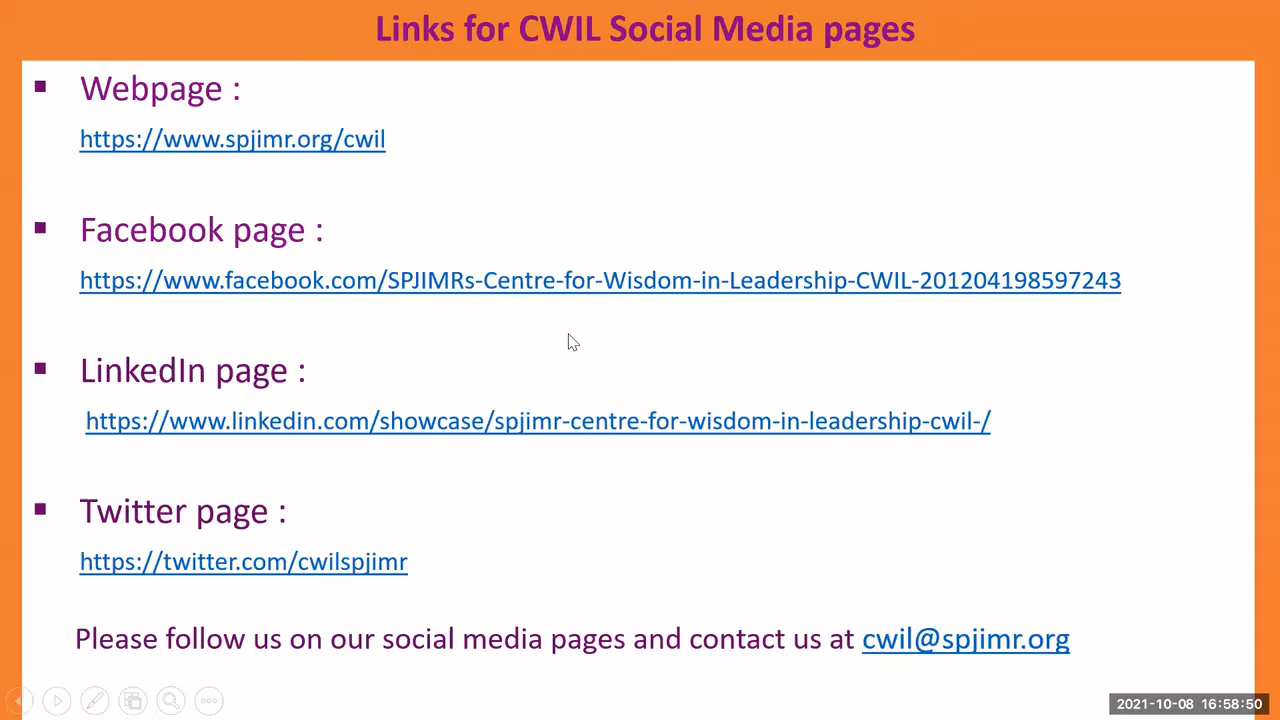 Links for CWIL Social Media pages
Webpage :
https://www.spjimr.org/cwil
Facebook page :
https://www.facebook.com/SPJIMRs-Centre-for-Wisdom-in-Leadership-CWIL-201204198597243
LinkedIn page :
https://www.linkedin.com/showcase/spjimr-centre-for-wisdom-in-leadership-cwil-/
Twitter page :
https://twitter.com/cwilspjimr
Please follow us on our social media pages and contact us at cwil@spjimr.org
2021-10-08 16:58:50